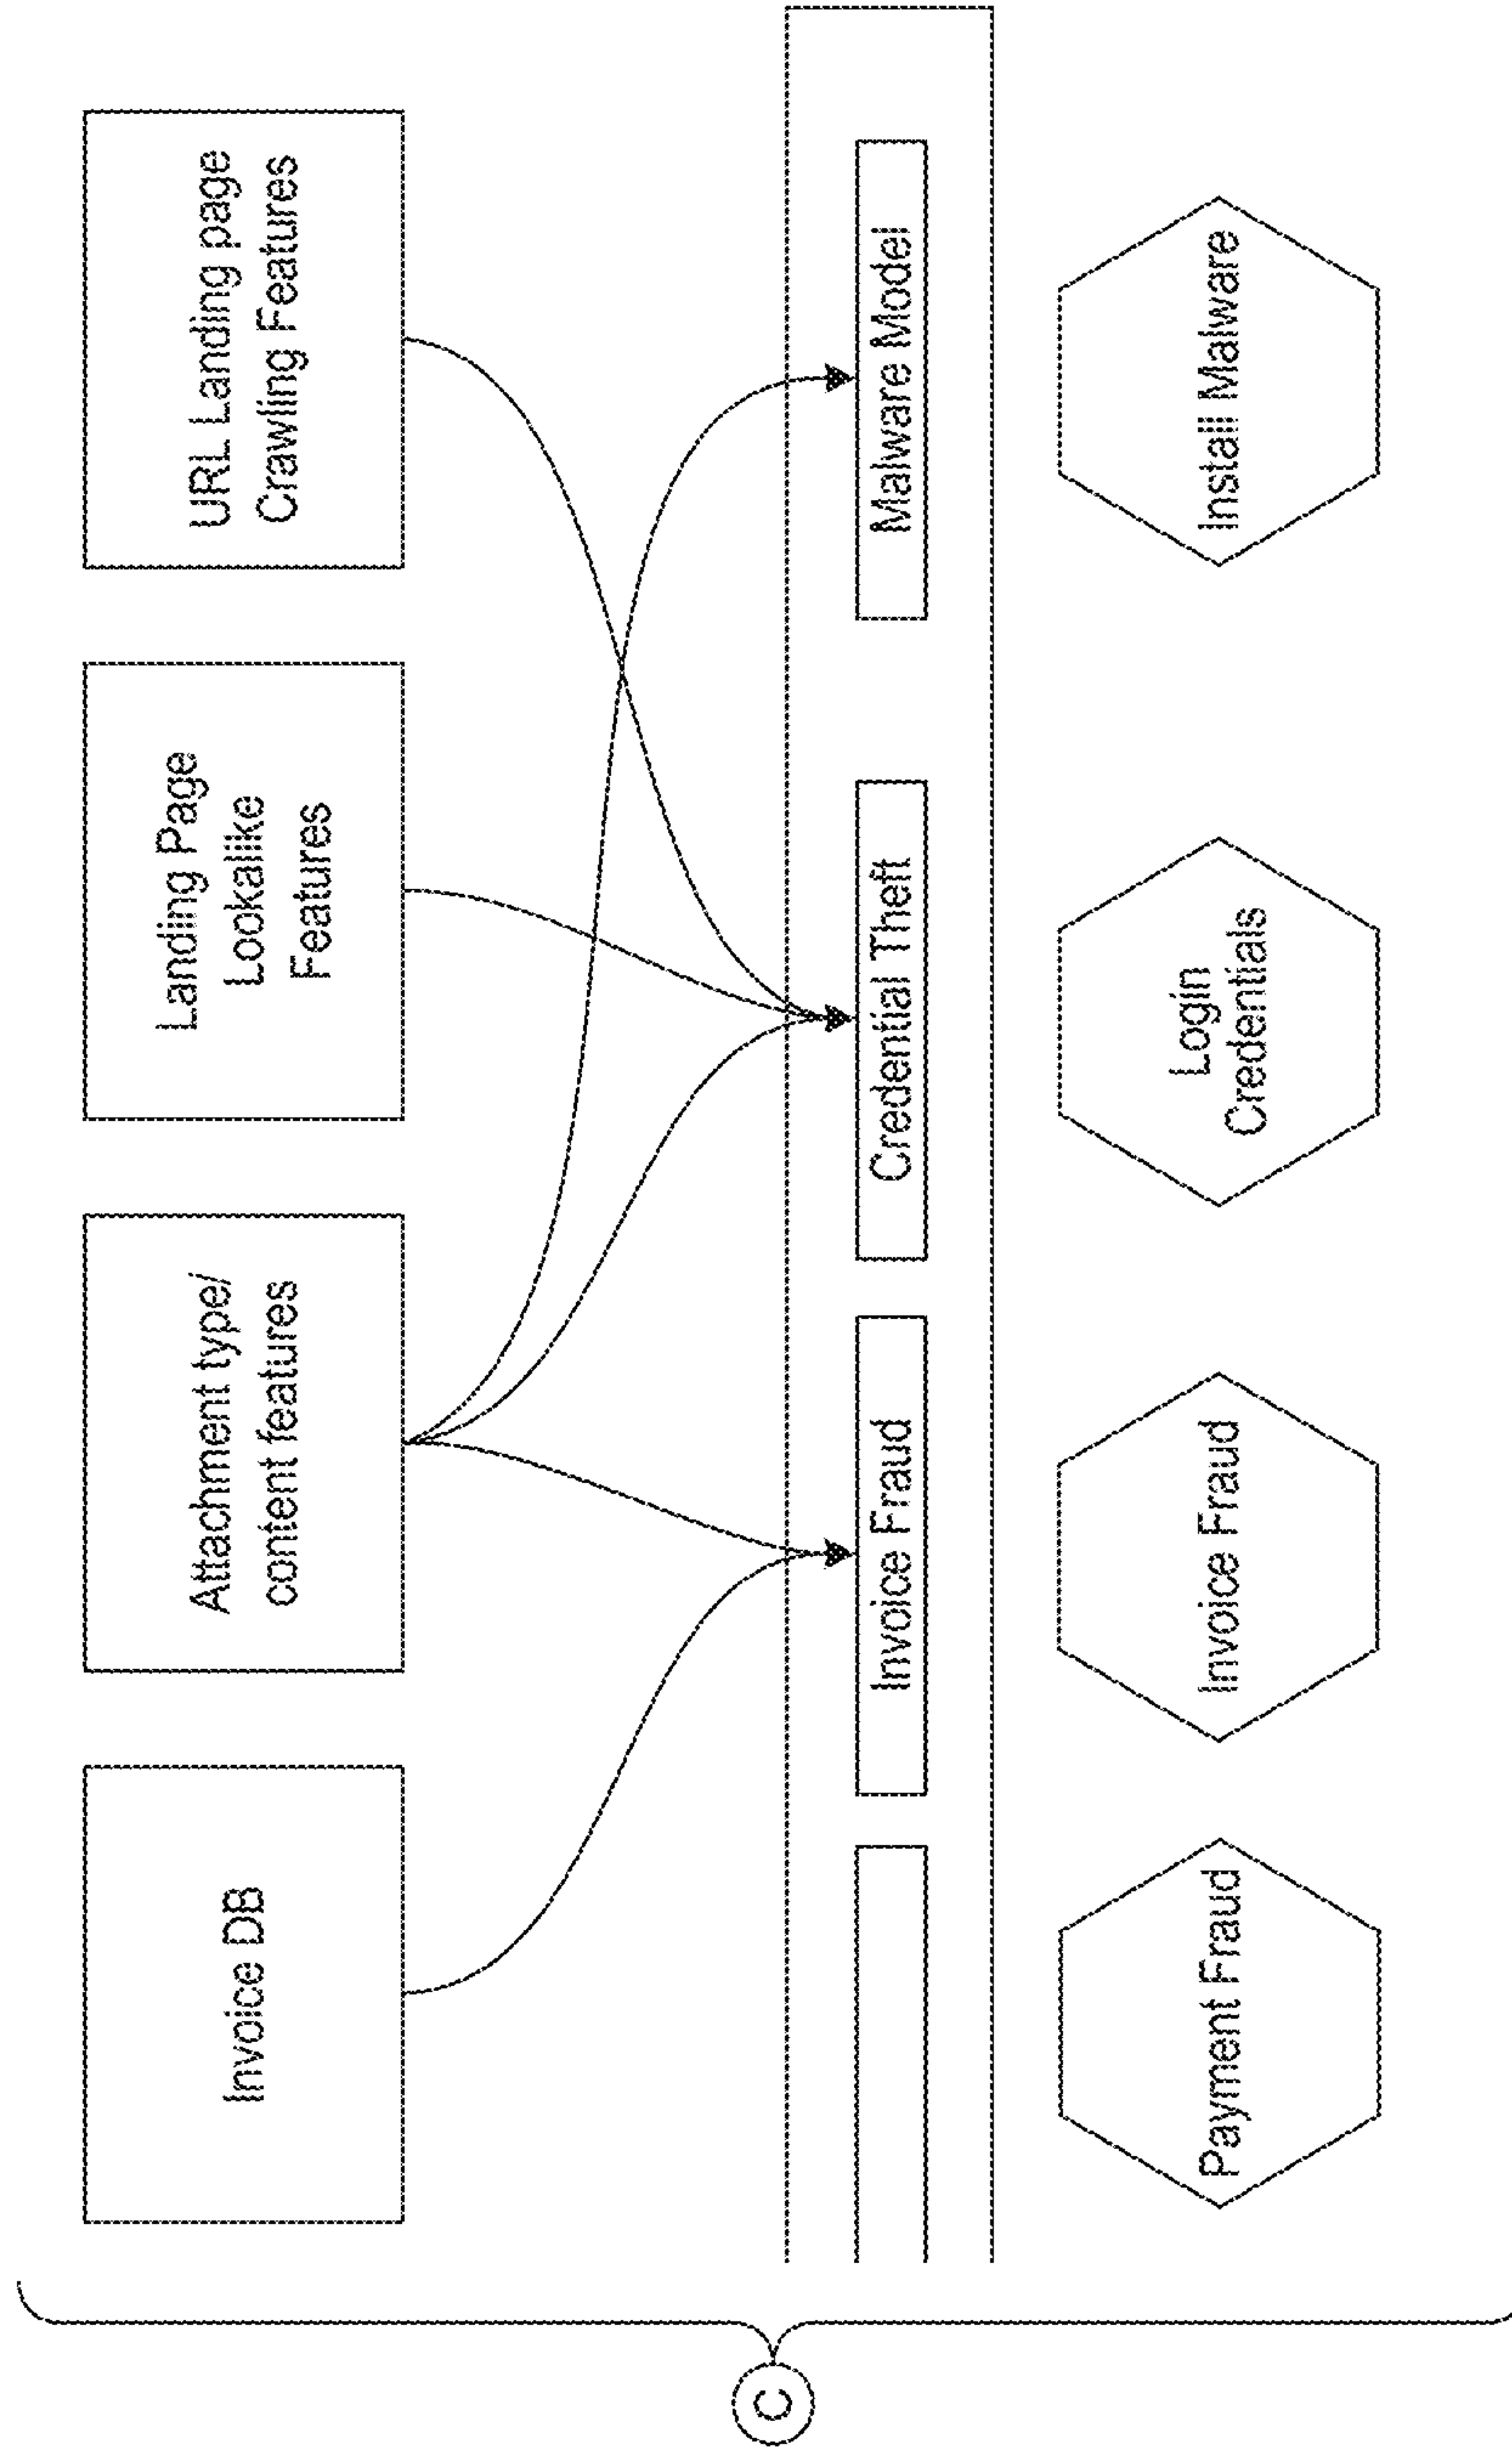 Invoice DB
Attachment type/
content features
Landing Page
Lookalike
Features
URL Landing page
Crawling Features
Invoice Fraud
Credential Theft
Malware Model
Payment Fraud
Invoice Fraud
Login
Credentials
Install Malware
C